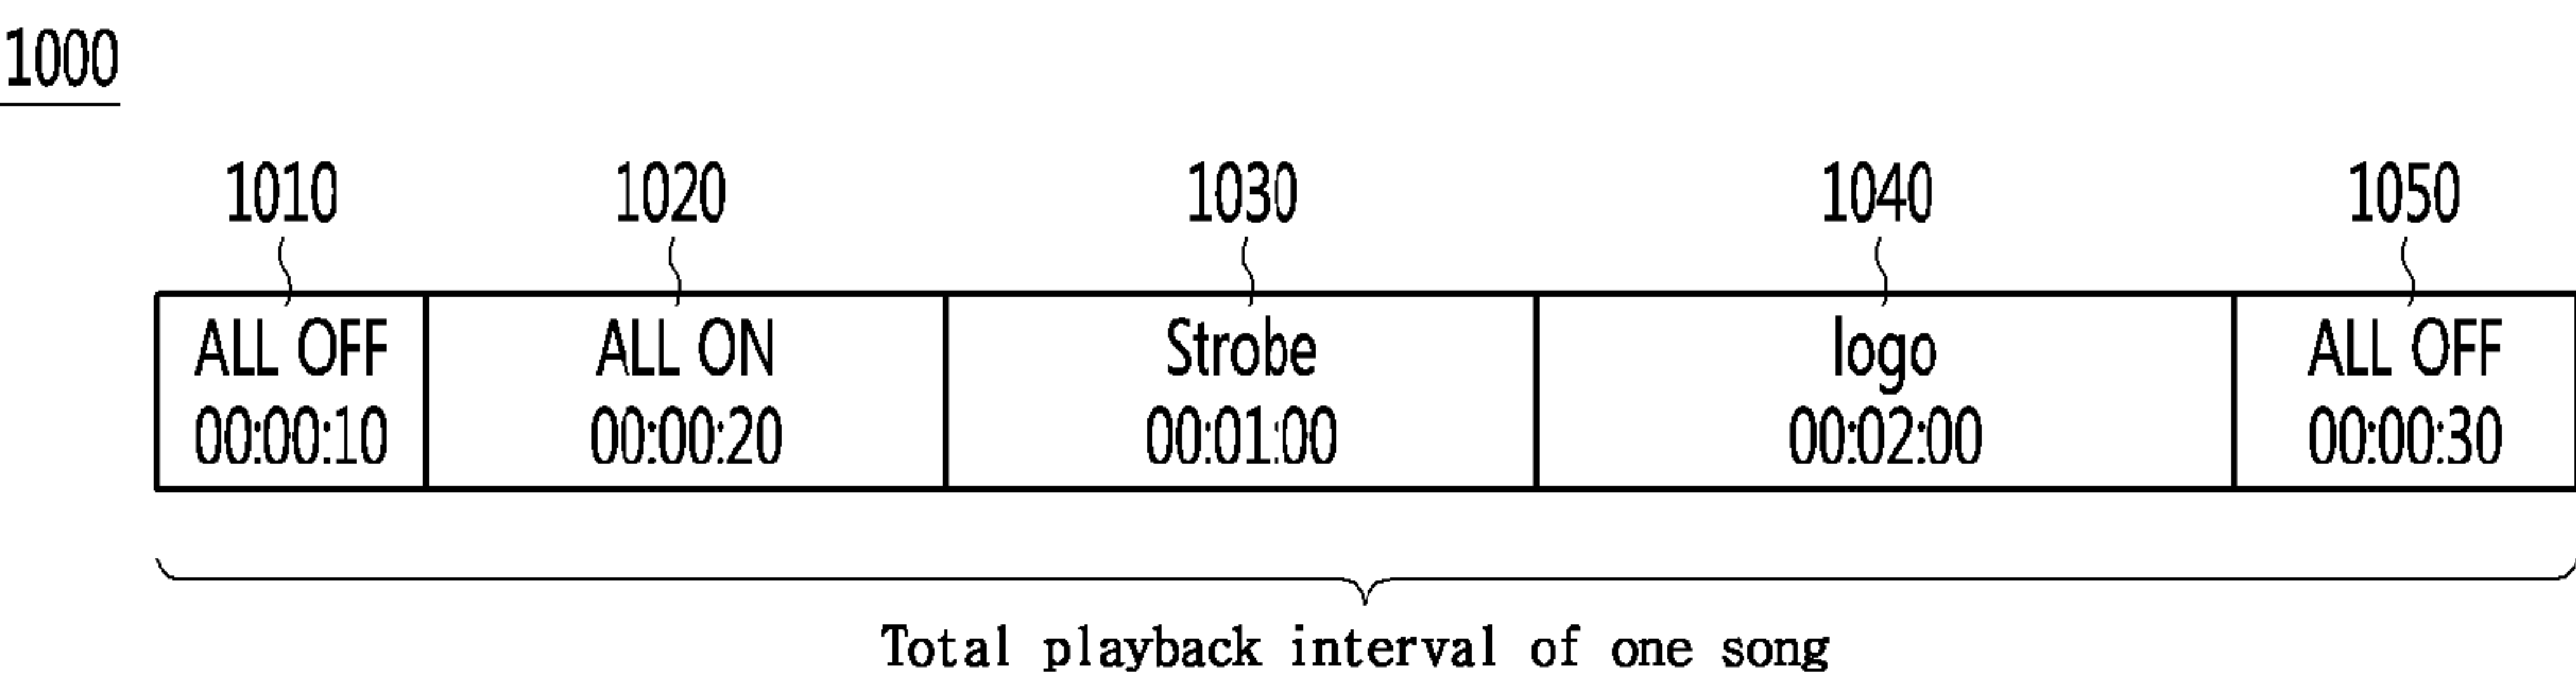 1000
1010 1020 1030 1040 1050
ALL OFF ALL ON Strobe logo ALL OFF
00:00:10 00:00:20 00:01:00 00:02:00 00:00:30
Total playback interval of one song